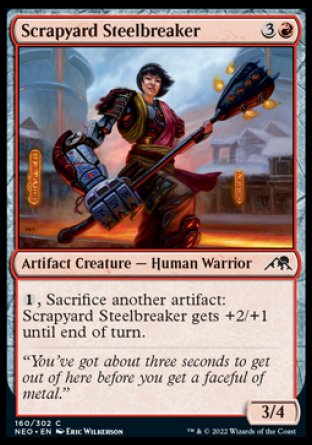 Scrapyard Steelbreaker 3
Artifact Creature — Human Warrior
1, Sacrifice another artifact:
Scrapyard Steelbreaker gets +2/+1
until end of turn.
“You’ve got about three seconds to get
out of here before you get a faceful of
metal.”
3/4
160/302 C
NEO • EN ERIC WILKERSON
™ & © 2022 Wizards of the Coast